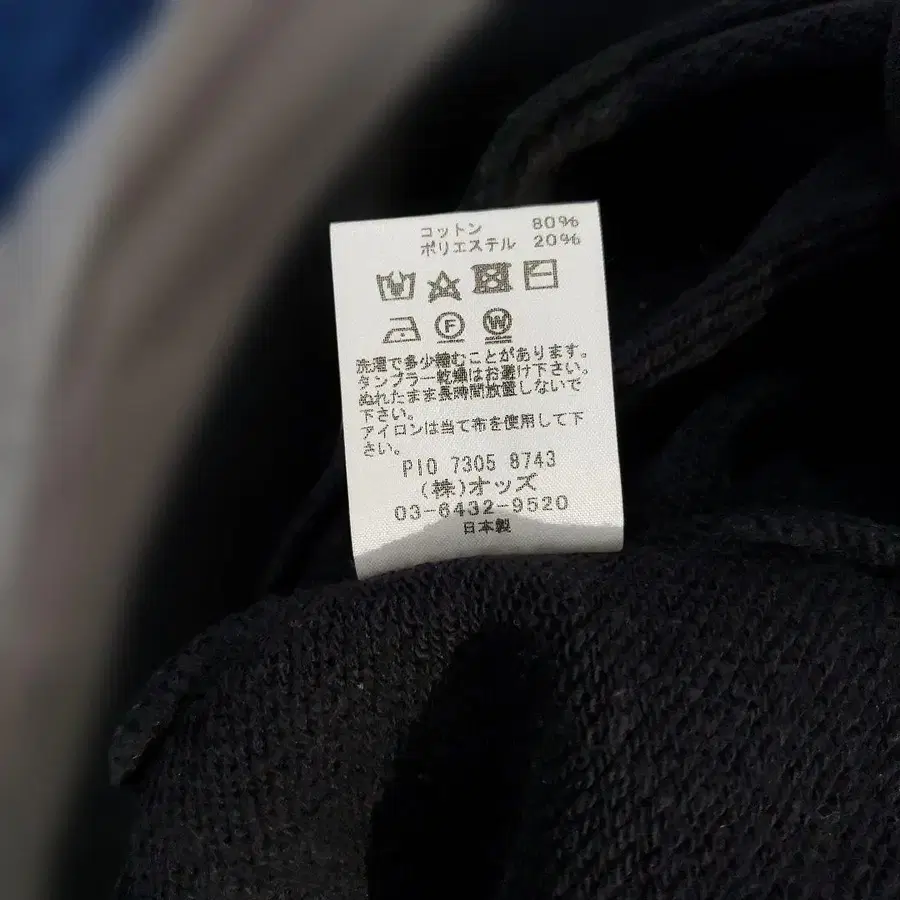 コットン 80%
ポリエステル 20%
F W
洗濯で多少縮むことがあります。
タンブラー乾燥はお避け下さい。
ぬれたまま長時間放置しないで
下さい。
アイロンは当て布を使用して下
さい。
PIO 7305 8743
(株)オッズ
03-6432-9520
日本製